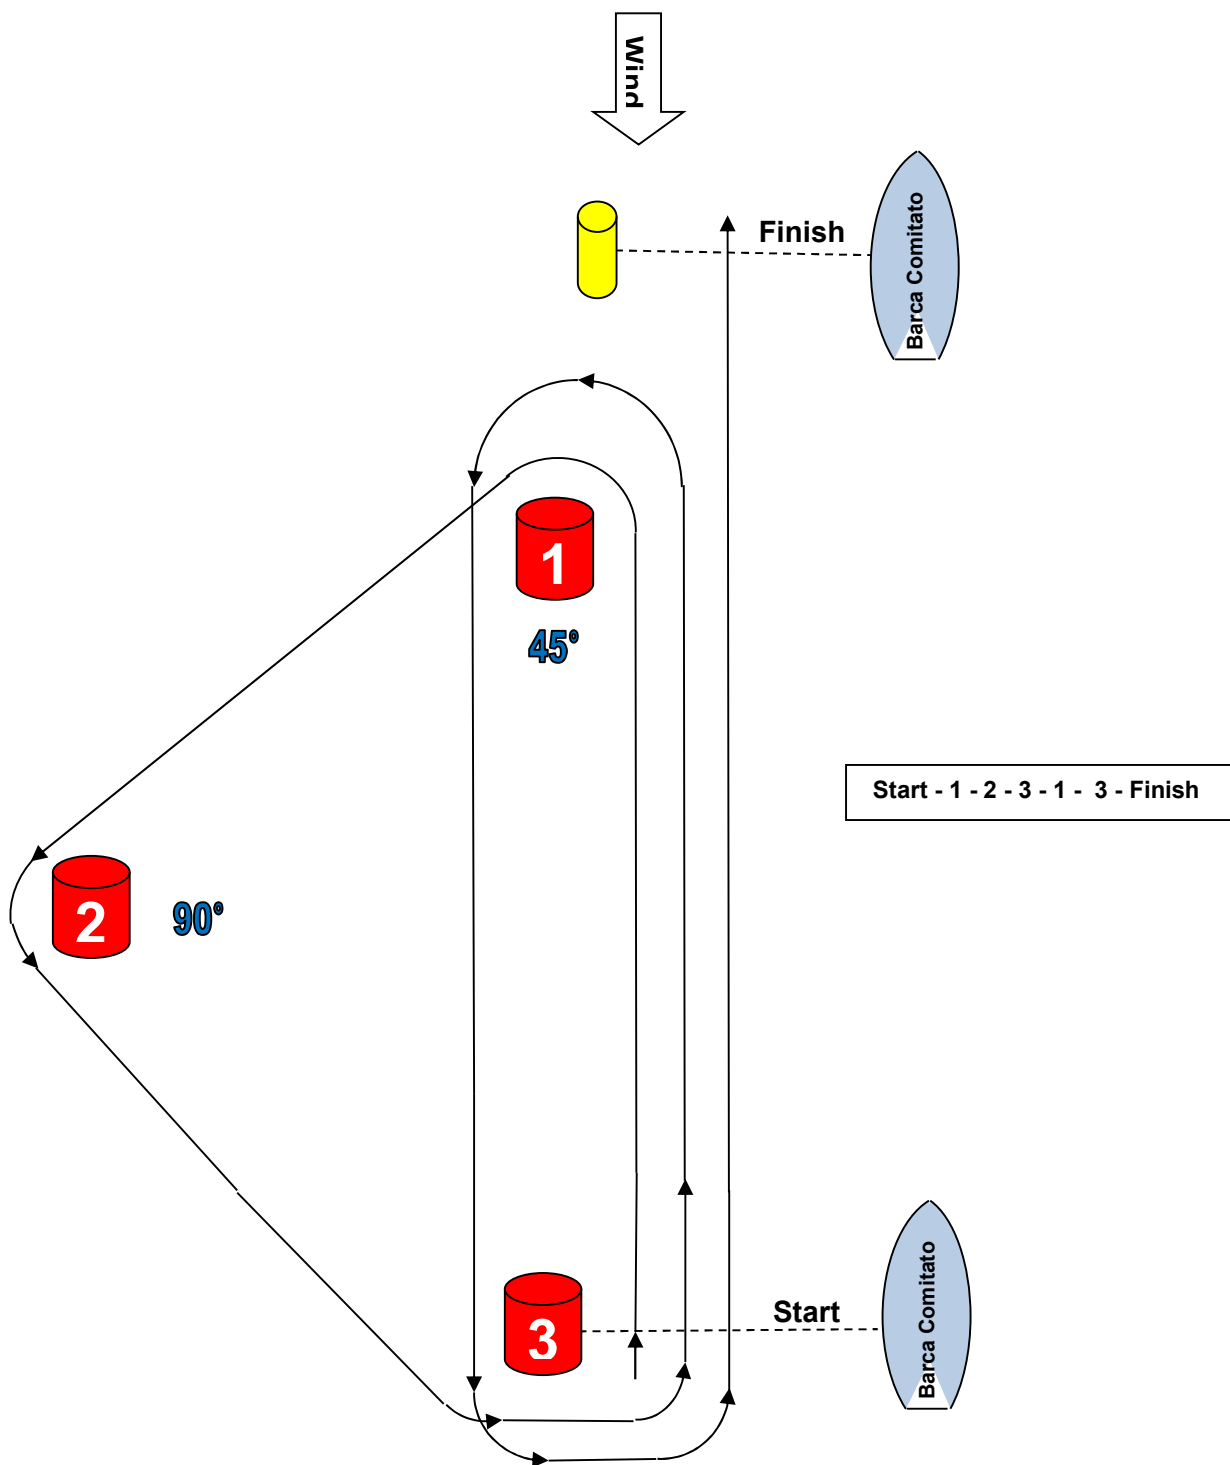 Wind
Finish
Barca Comitato
1
45°
Start - 1 - 2 - 3 - 1 -  3 - Finish
2
90°
Barca Comitato
Start
3